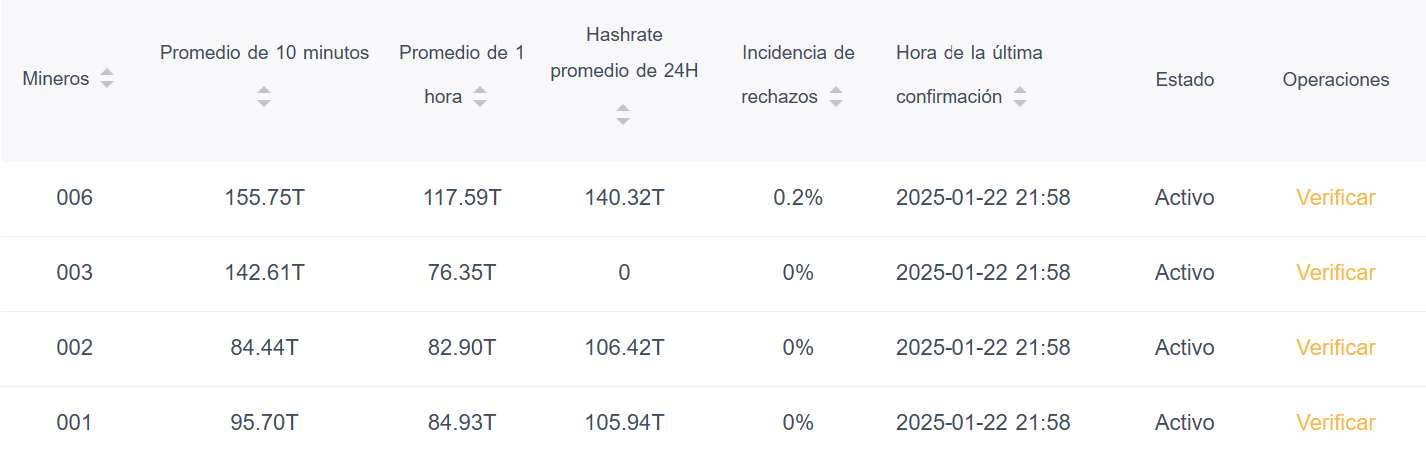 Mineros
Promedio de 10 minutos
Promedio de 1
hora
Hashrate
promedio de 24H
Incidencia de
rechazos
Hora de la última
confirmación
Estado
Operaciones
006 155.75T 117.59T 140.32T 0.2% 2025-01-22 21:58 Activo Verificar
003 142.61T 76.35T 0 0% 2025-01-22 21:58 Activo Verificar
002 84.44T 82.90T 106.42T 0% 2025-01-22 21:58 Activo Verificar
001 95.70T 84.93T 105.94T 0% 2025-01-22 21:58 Activo Verificar